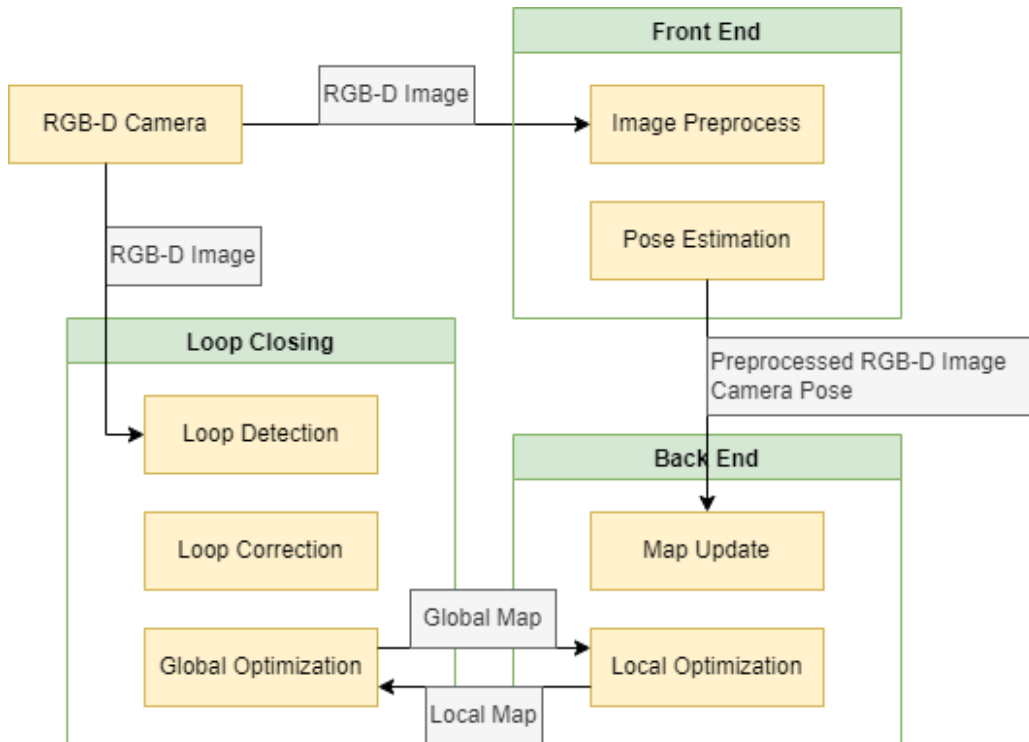 Front End
RGB-D Image
RGB-D Camera
Image Preprocess
Pose Estimation
RGB-D Image
Loop Closing
Preprocessed RGB-D Image
Camera Pose
Loop Detection
Back End
Loop Correction
Map Update
Global Map
Global Optimization
Local Optimization
Local Map